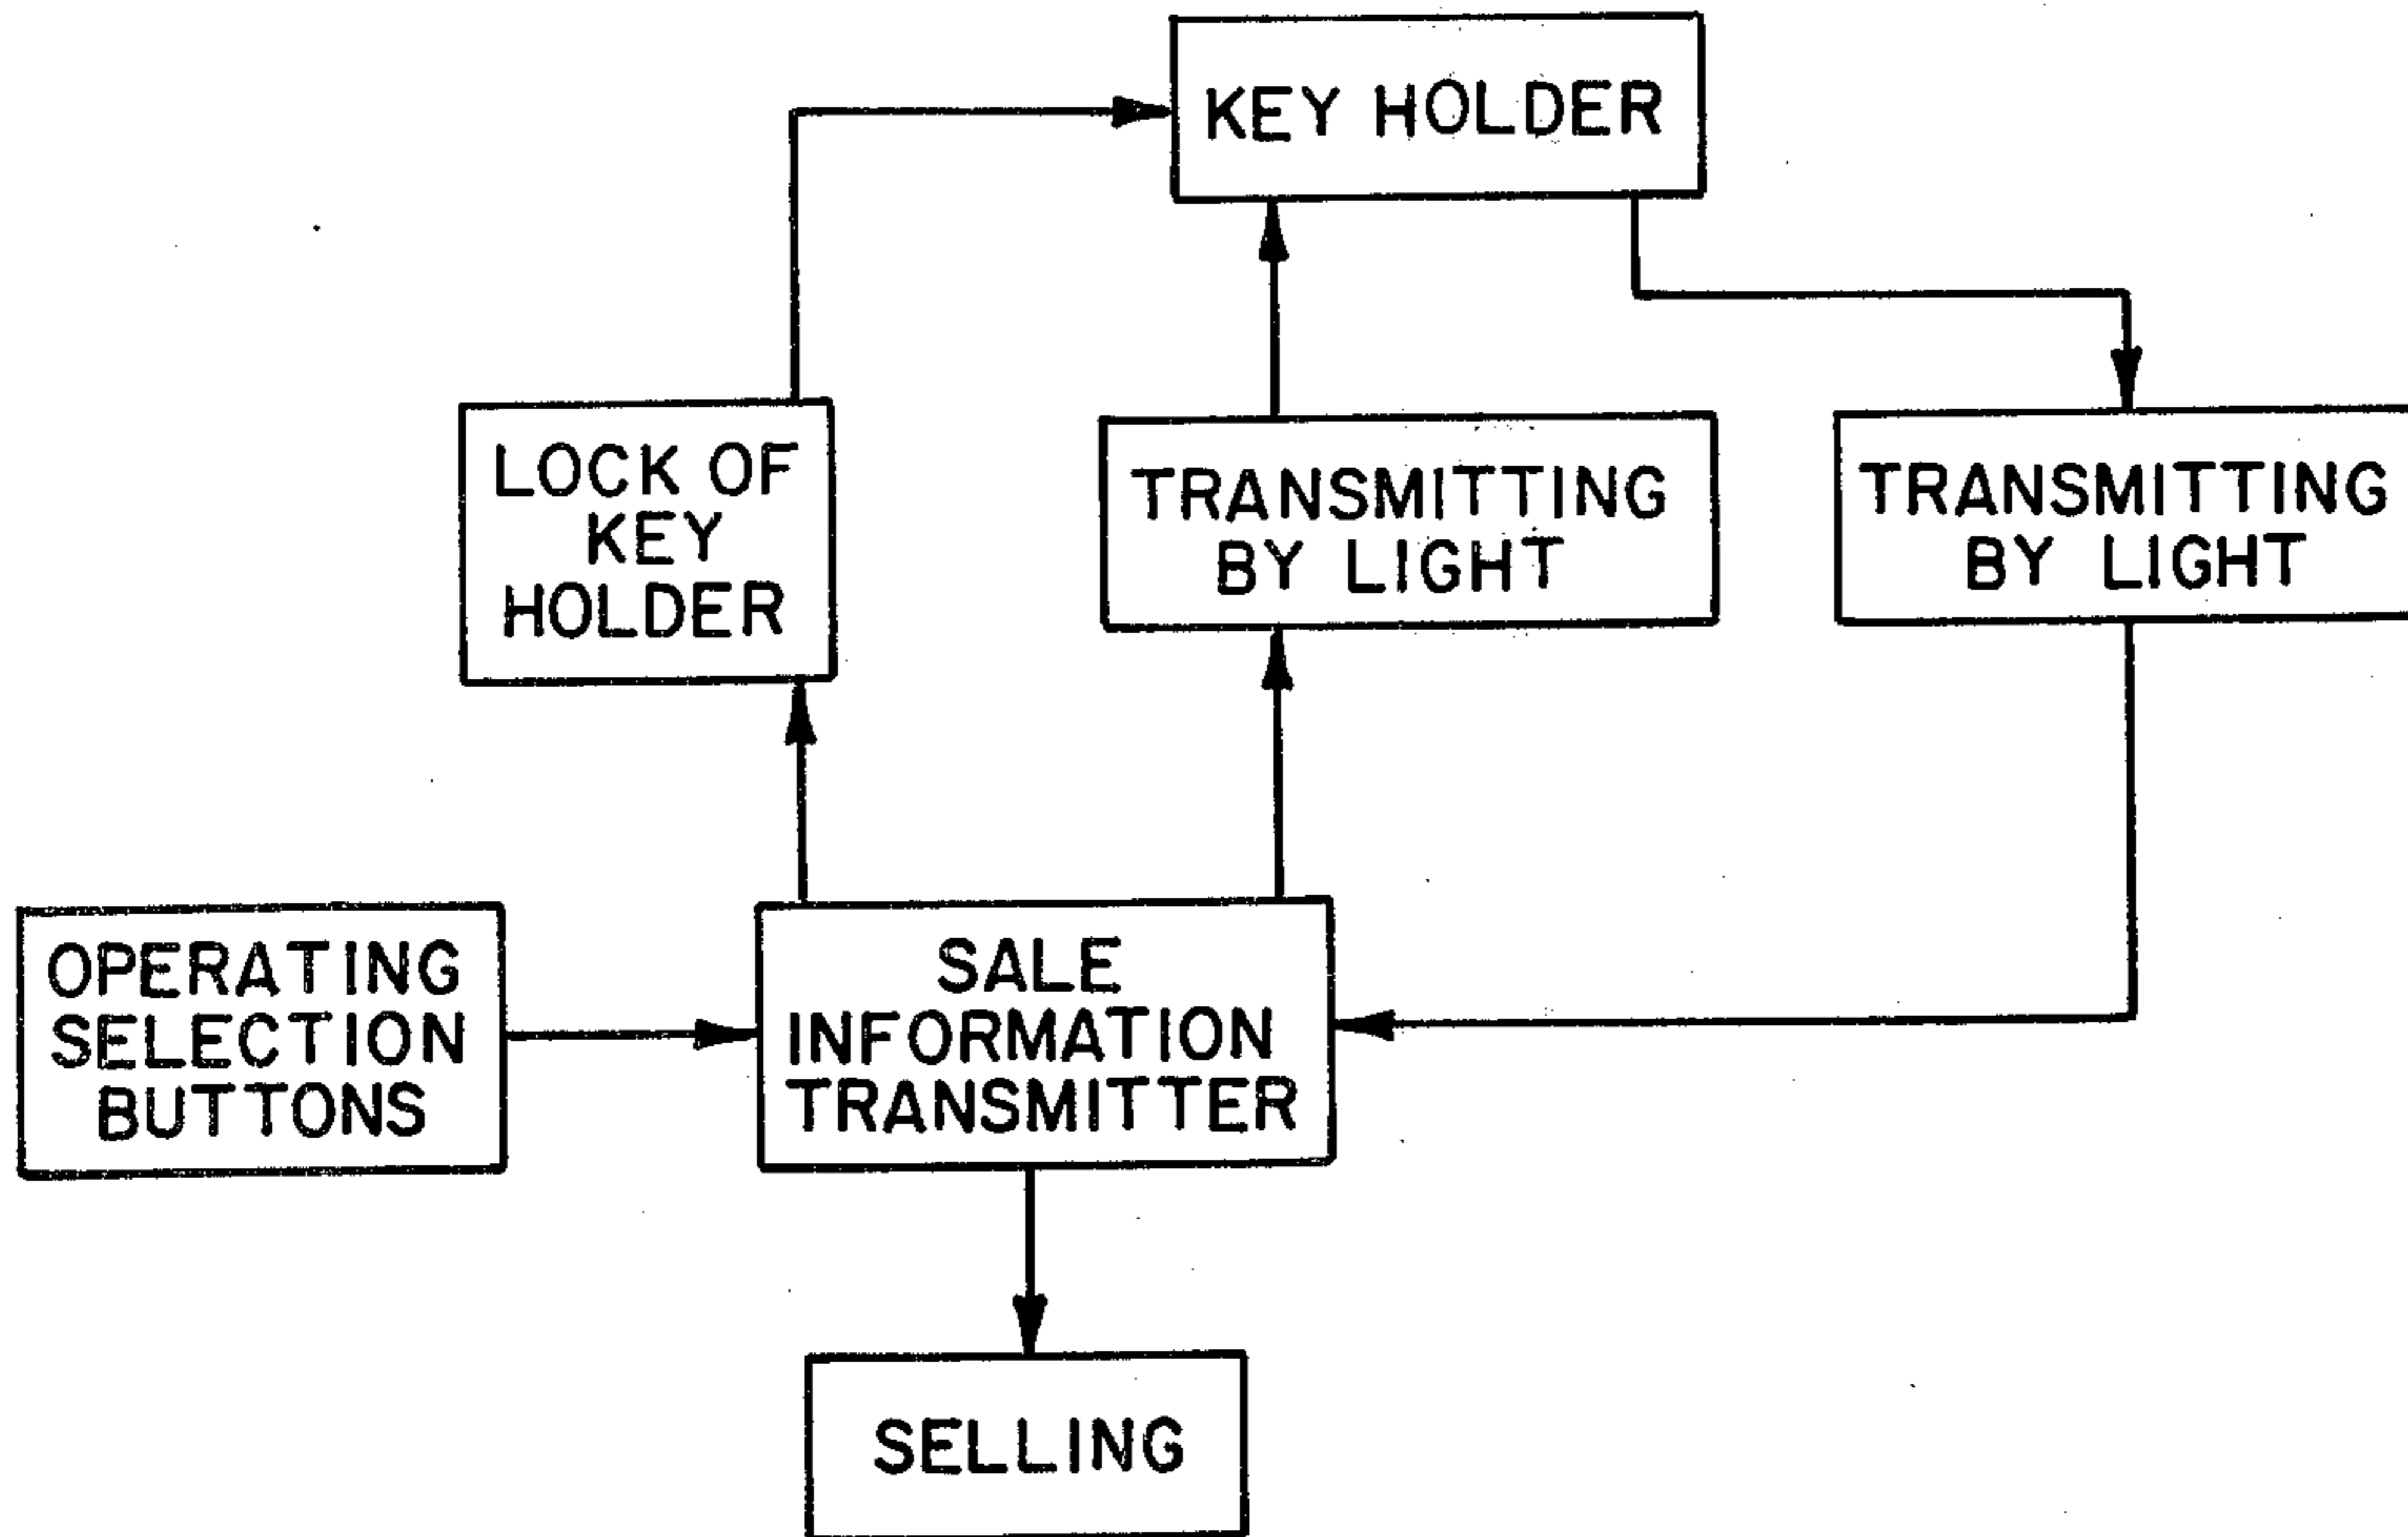 KEY HOLDER
LOCK OF
KEY
HOLDER
TRANSMITTING
BY LIGHT
TRANSMITTING
BY LIGHT
OPERATING
SELECTION
BUTTONS
SALE
INFORMATION
TRANSMITTER
SELLING